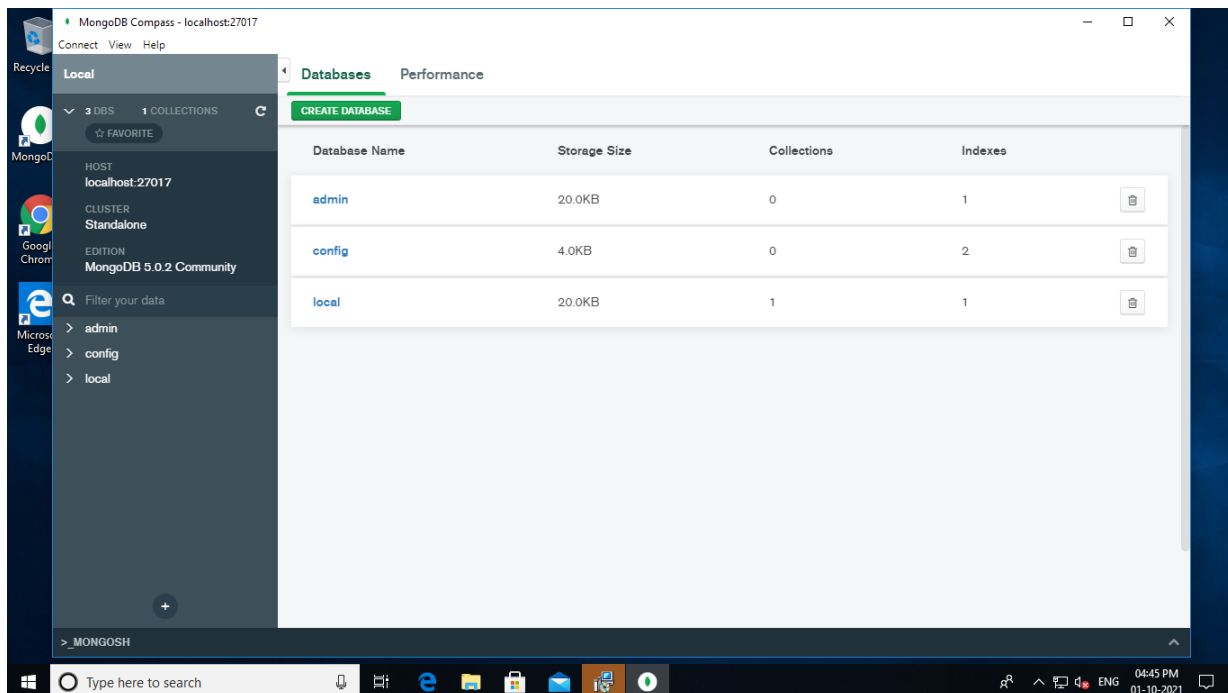 MongoDB Compass - localhost:27017
Connect View Help
Recycle
Local
Databases Performance
3 DBS 1 COLLECTIONS
FAVORITE
CREATE DATABASE
MongoD
HOST
localhost:27017
CLUSTER
Standalone
EDITION
MongoDB 5.0.2 Community
Googl
Chrom
Filter your data
Micros
Edge
admin
config
local
Database Name Storage Size Collections Indexes
admin 20.0KB 0 1
config 4.0KB 0 2
local 20.0KB 1 1
+
>_MONGOSH
Type here to search
ENG
04:45 PM
01-10-2021